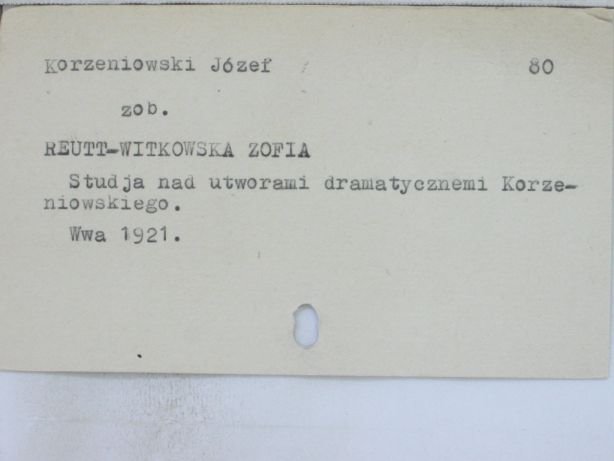 Korzeniowski Józef 80
zob.
REUTT-WITKOWSKA ZOFIA
Studja nad utworami dramatycznemi Korze-
niowskiego.
Wwa 1921.